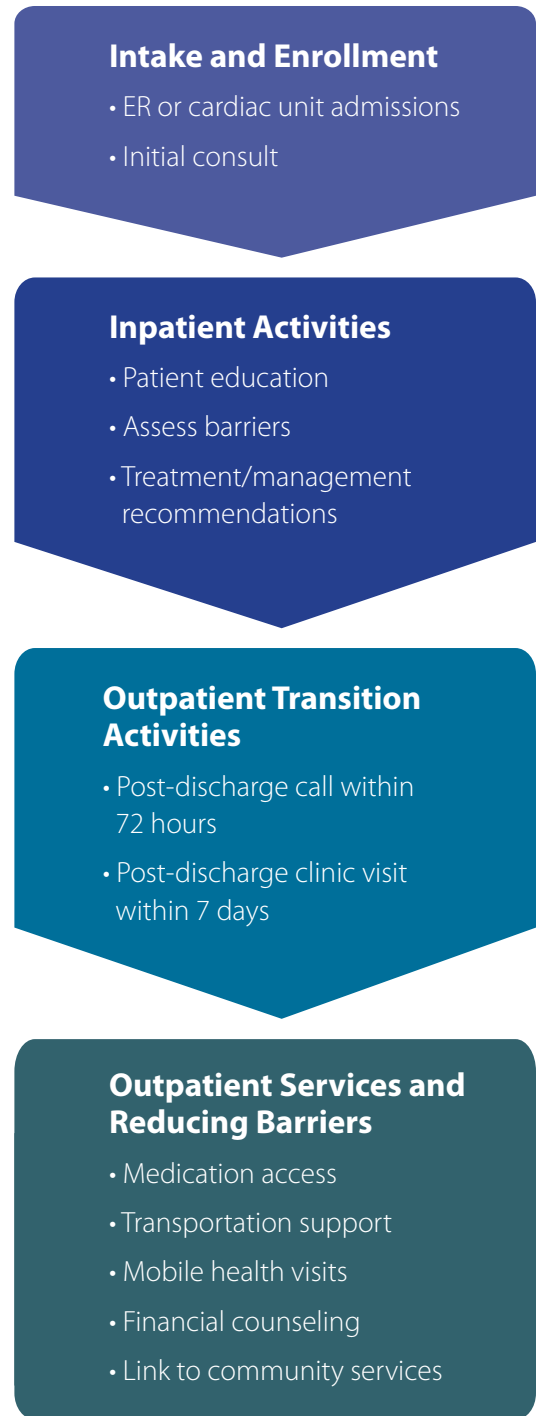 Intake and Enrollment
• ER or cardiac unit admissions
• Initial consult
Inpatient Activities
• Patient education
• Assess barriers
• Treatment/management
recommendations
Outpatient Transition
Activities
• Post-discharge call within
72 hours
• Post-discharge clinic visit
within 7 days
Outpatient Services and
Reducing Barriers
• Medication access
• Transportation support
• Mobile health visits
• Financial counseling
• Link to community services